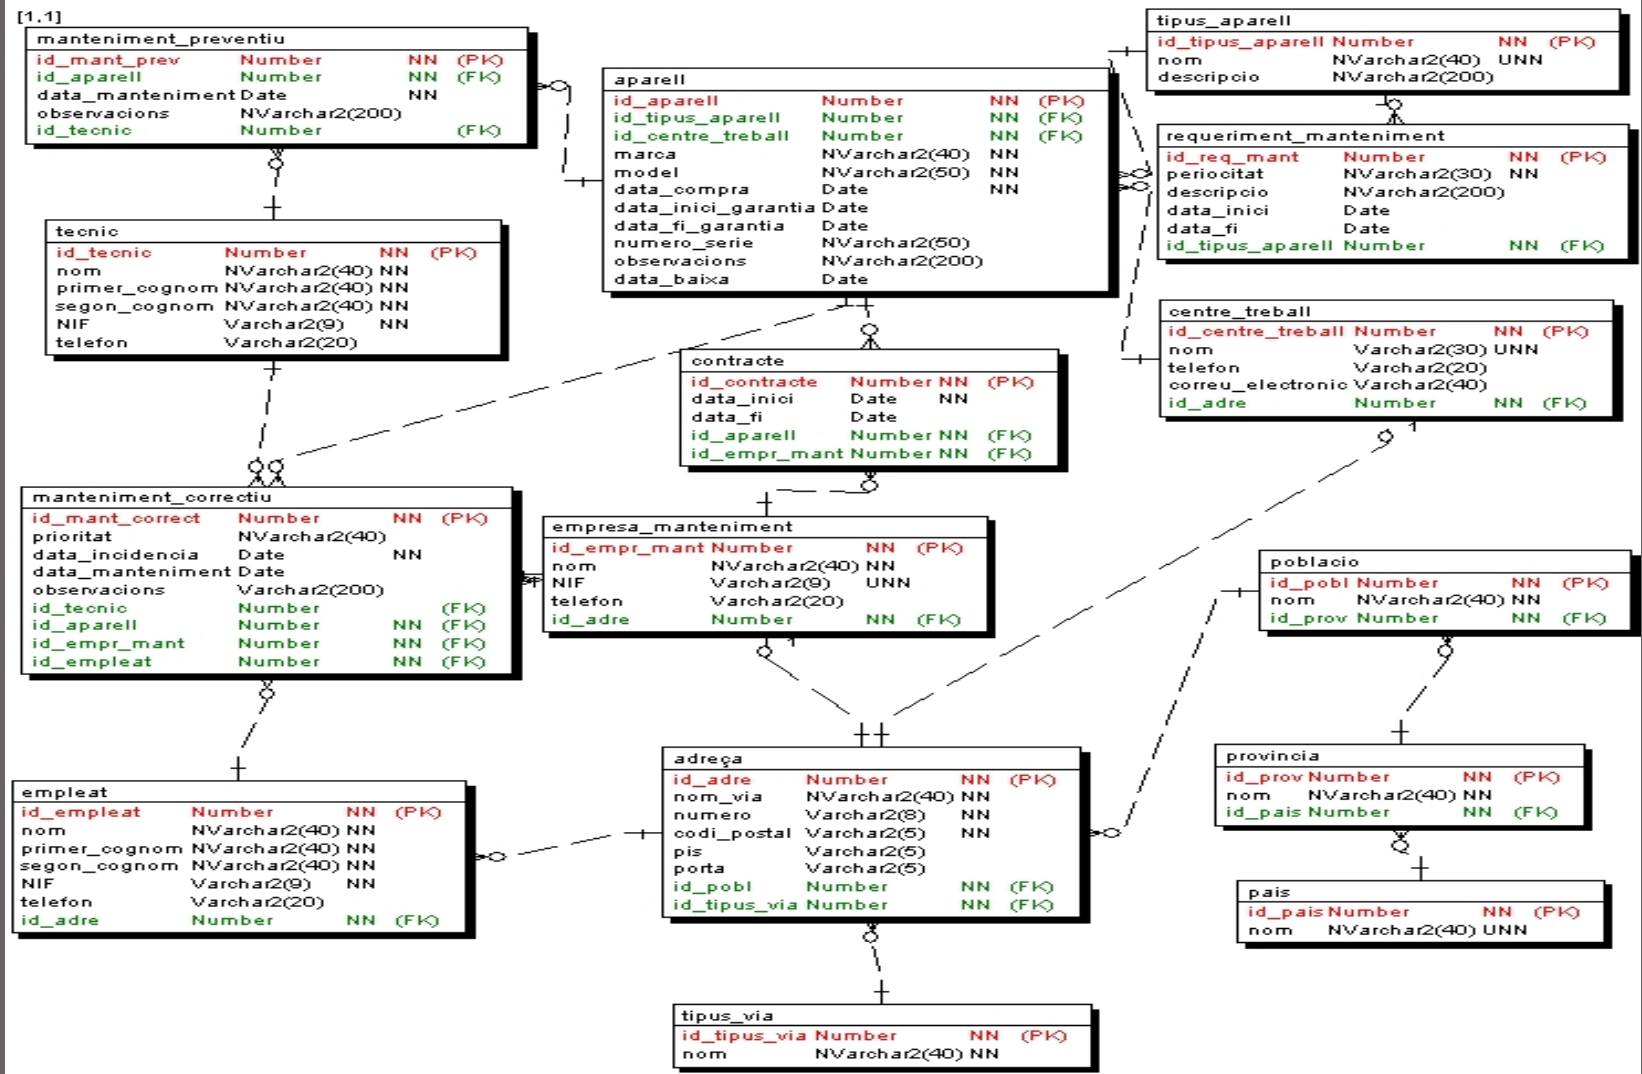 [1.1]
manteniment_preventiu
id_mant_prev Number NN (PK)
id_aparell Number NN (FK)
data_manteniment Date NN
observacions NVarchar2(200)
id_tecnic Number (FK)
tipus_aparell
id_tipus_aparell Number NN (PK)
nom NVarchar2(40) UNN
descripcio NVarchar2(200)
aparell
id_aparell Number NN (PK)
id_tipus_aparell Number NN (FK)
id_centre_treball Number NN (FK)
marca NVarchar2(40) NN
model NVarchar2(50) NN
data_compra Date NN
data_inici_garantia Date
data_fi_garantia Date
numero_serie NVarchar2(50)
observacions NVarchar2(200)
data_baixa Date
requeriment_manteniment
id_req_mant Number NN (PK)
periocitat NVarchar2(30) NN
descripcio NVarchar2(200)
data_inici Date
data_fi Date
id_tipus_aparell Number NN (FK)
tecnic
id_tecnic Number NN (PK)
nom NVarchar2(40) NN
primer_cognom NVarchar2(40) NN
segon_cognom NVarchar2(40) NN
NIF Varchar2(9) NN
telefon Varchar2(20)
centre_treball
id_centre_treball Number NN (PK)
nom Varchar2(30) UNN
telefon Varchar2(20)
correu_electronic Varchar2(40)
id_adre Number NN (FK)
1
contracte
id_contracte Number NN (PK)
data_inici Date NN
data_fi Date
id_aparell Number NN (FK)
id_empr_mant Number NN (FK)
manteniment_correctiu
id_mant_correct Number NN (PK)
prioritat NVarchar2(40)
data_incidencia Date NN
data_manteniment Date
observacions Varchar2(200)
id_tecnic Number (FK)
id_aparell Number NN (FK)
id_empr_mant Number NN (FK)
id_empleat Number NN (FK)
empresa_manteniment
id_empr_mant Number NN (PK)
nom NVarchar2(40) NN
NIF Varchar2(9) UNN
telefon Varchar2(20)
id_adre Number NN (FK)
1
poblacio
id_pobl Number NN (PK)
nom NVarchar2(40) NN
id_prov Number NN (FK)
empleat
id_empleat Number NN (PK)
nom NVarchar2(40) NN
primer_cognom NVarchar2(40) NN
segon_cognom NVarchar2(40) NN
NIF Varchar2(9) NN
telefon Varchar2(20)
id_adre Number NN (FK)
adreça
id_adre Number NN (PK)
nom_via NVarchar2(40) NN
numero Varchar2(8) NN
codi_postal Varchar2(5) NN
pis Varchar2(5)
porta Varchar2(5)
id_pobl Number NN (FK)
id_tipus_via Number NN (FK)
provincia
id_prov Number NN (PK)
nom NVarchar2(40) NN
id_pais Number NN (FK)
pais
id_pais Number NN (PK)
nom NVarchar2(40) UNN
tipus_via
id_tipus_via Number NN (PK)
nom NVarchar2(40) NN